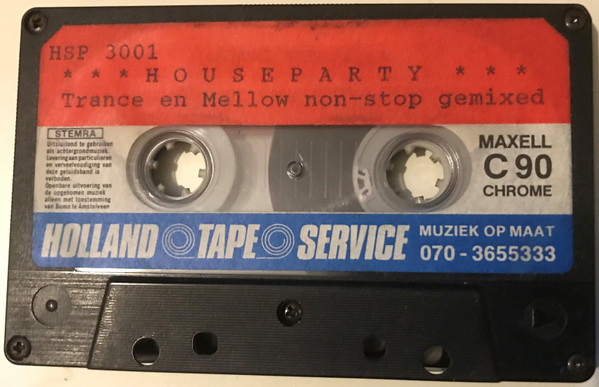 HSP 3001
* * * H O U S E P A R T Y * * *
Trance en Mellow non-stop gemixed
STEMRA
Uitsluitend te gebruiken
als achtergrondmuziek.
Levering aan particulieren
en verveelvoudiging van
deze geluidsband is
verboden.
Openbare uitvoering van
de opgenomen muziek
alleen met toestemming
van Buma te Amstelveen
MAXELL
C 90
CHROME
HOLLAND TAPE SERVICE
MUZIEK OP MAAT
070 - 3655333